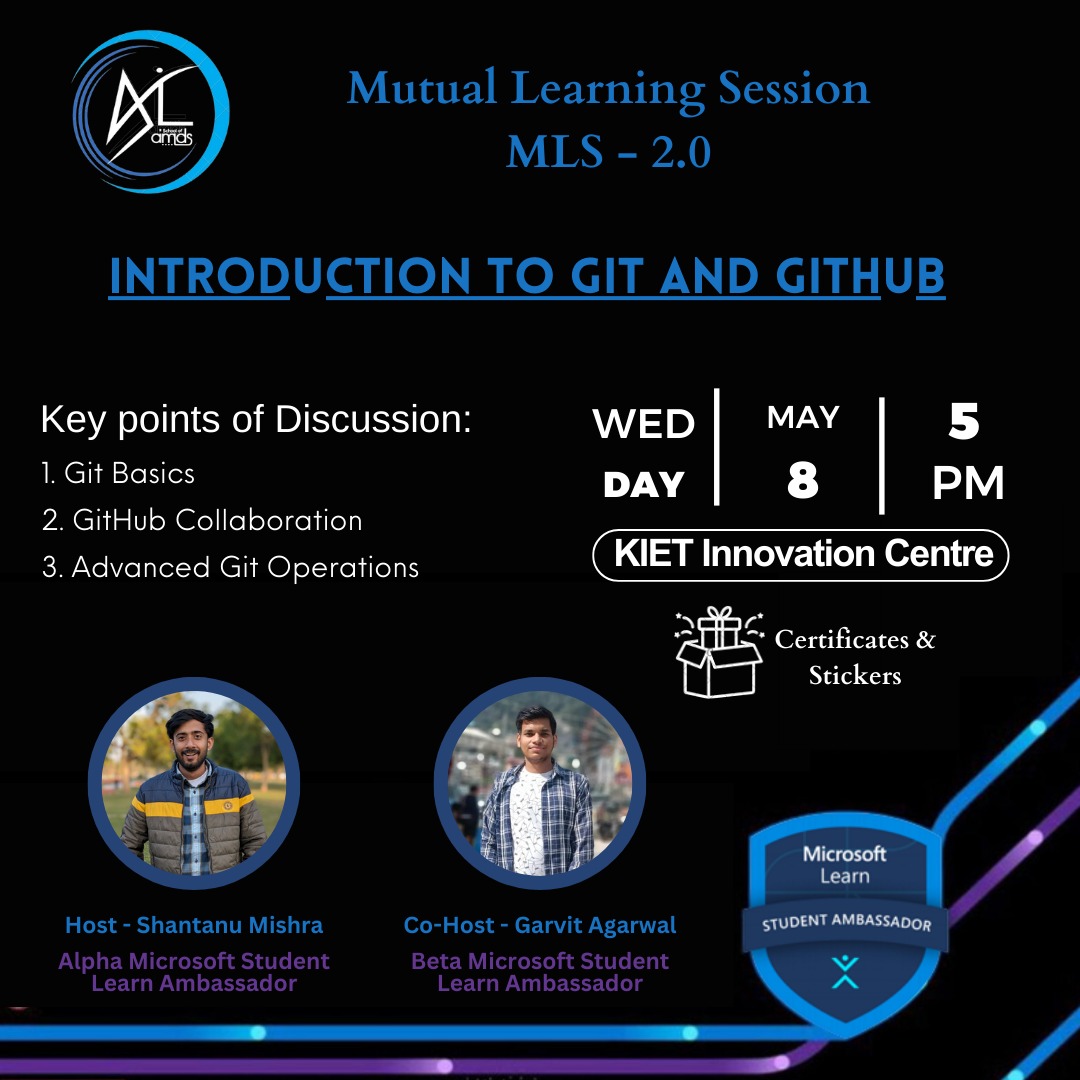 School of
amds
Mutual Learning Session
MLS - 2.0
INTRODUCTION TO GIT AND GITHUB
Key points of Discussion:
1. Git Basics
2. GitHub Collaboration
3. Advanced Git Operations
WED
DAY
MAY
8
5
PM
KIET Innovation Centre
Certificates &
Stickers
Host - Shantanu Mishra
Alpha Microsoft Student
Learn Ambassador
Co-Host - Garvit Agarwal
Beta Microsoft Student
Learn Ambassador
Microsoft
Learn
STUDENT AMBASSADOR